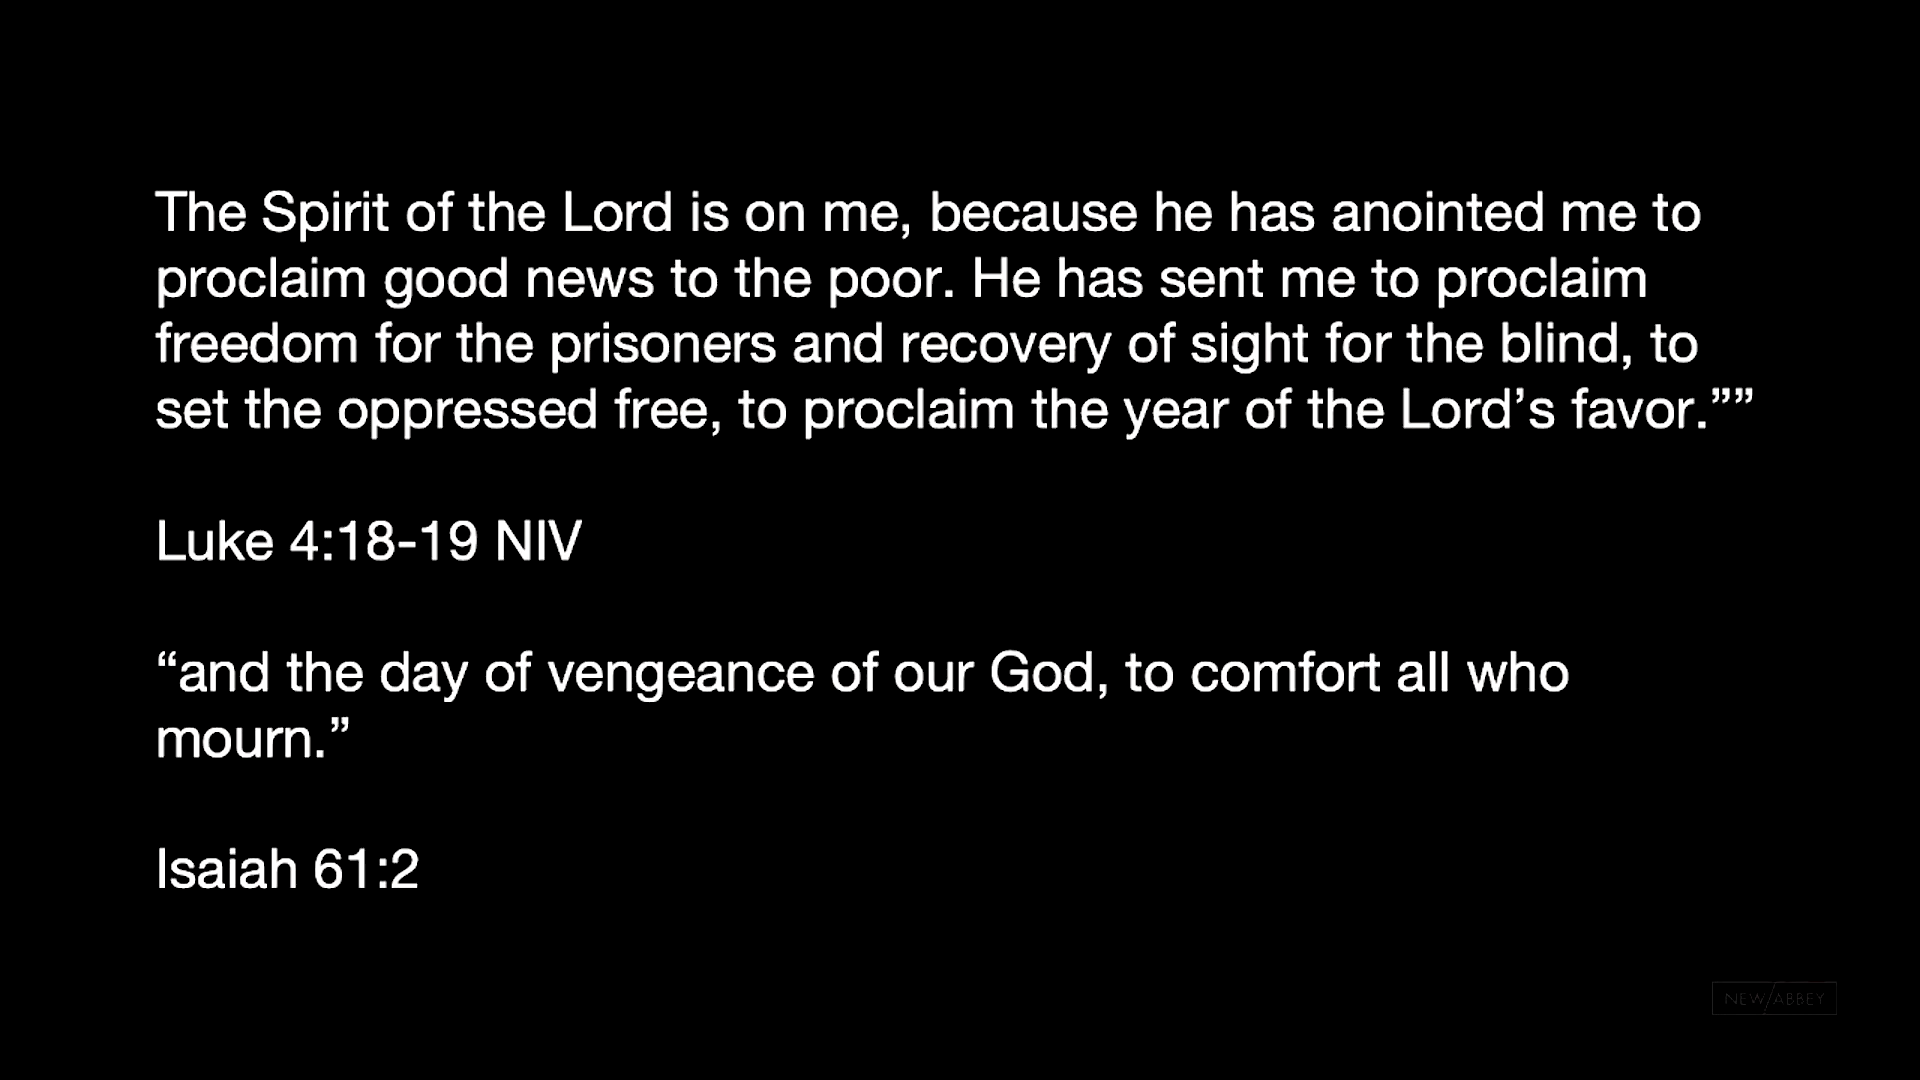 The Spirit of the Lord is on me, because he has anointed me to
proclaim good news to the poor. He has sent me to proclaim
freedom for the prisoners and recovery of sight for the blind, to
set the oppressed free, to proclaim the year of the Lord’s favor.””
Luke 4:18-19 NIV
“and the day of vengeance of our God, to comfort all who
mourn.”
Isaiah 61:2
NEW/ABBEY